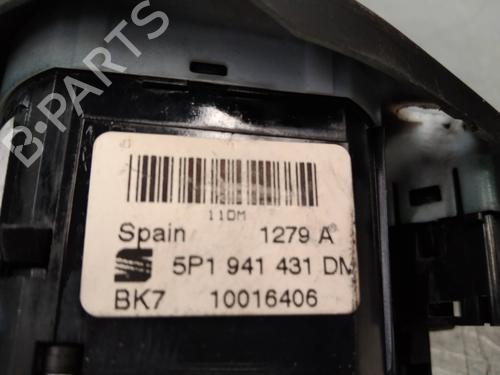 B-PARTS
11DM
Spain 1279 A
5P1 941 431 DM
BK7 10016406